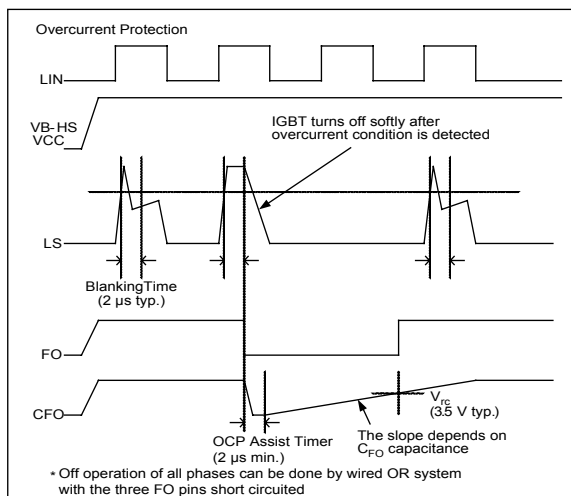 Overcurrent Protection
LIN
VB-HS
VCC
IGBT turns off softly after
overcurrent condition is detected
LS
BlankingTime
(2 µs typ.)
FO
CFO
Vrc
(3.5 V typ.)
OCP Assist Timer
(2 µs min.)
The slope depends on
CFO capacitance
* Off operation of all phases can be done by wired OR system
with the three FO pins short circuited